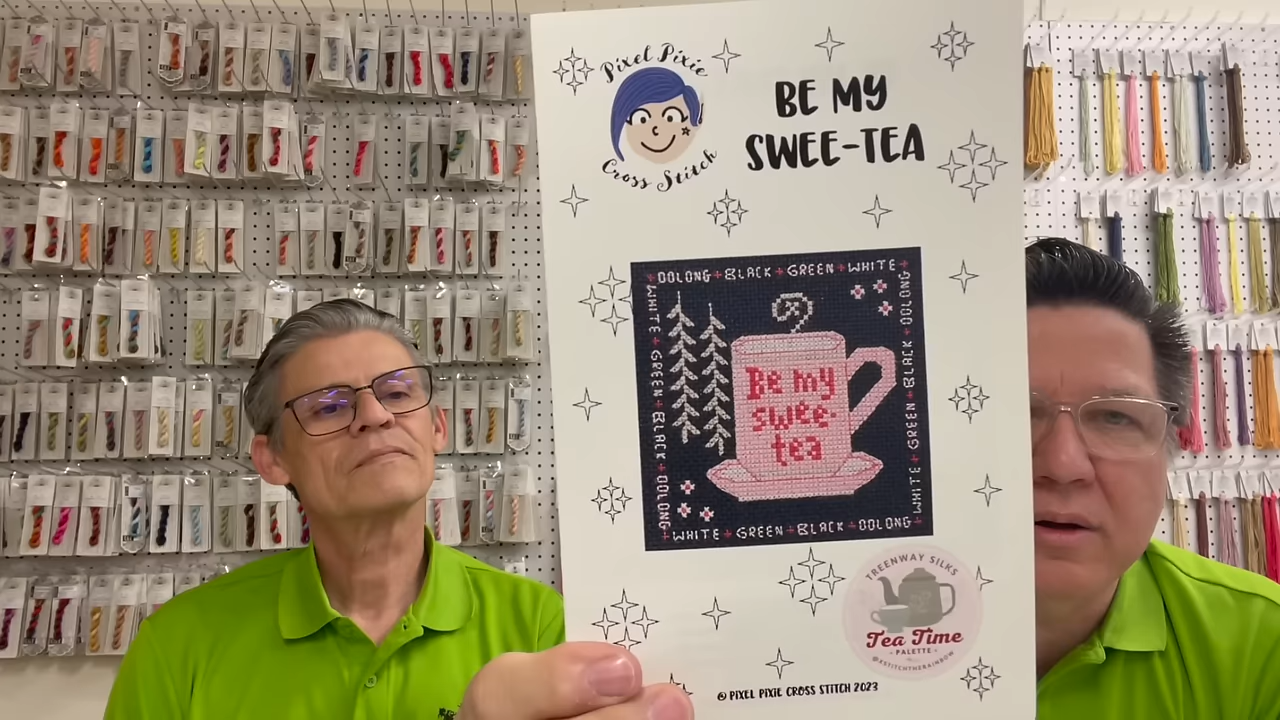 Pixel Pixie
Cross Stitch
BE MY
SWEE-TEA
OOLONG + BLACK + GREEN + WHITE +
WHITE + GREEN + BLACK + OOLONG
WHITE + GREEN + BLACK + OOLONG
Be my
swee-
tea
+ WHITE + GREEN + BLACK + OOLONG +
TREENWAY SILKS
Tea Time
PALETTE
@XSTITCHTHERAINBOW
© PIXEL PIXIE CROSS STITCH 2023